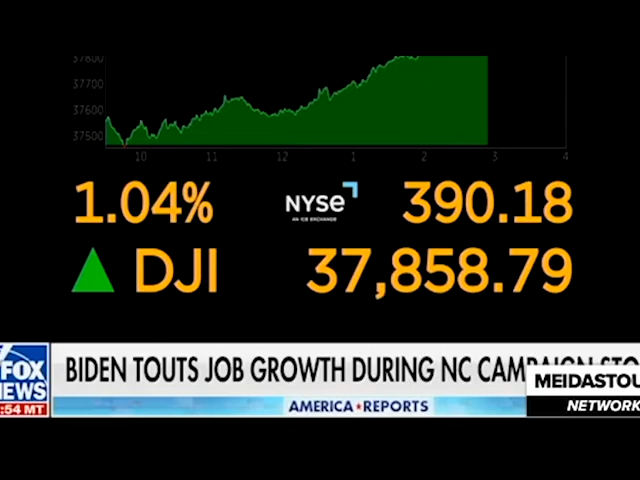 37800
37700
37600
37500
10 11 12 1 2 3 4
1.04% NYSE 390.18
AN ICE EXCHANGE
DJI 37,858.79
FOX NEWS
:54 MT
BIDEN TOUTS JOB GROWTH DURING NC CAMPAIGN STO
AMERICA REPORTS
MEIDASTOU
NETWORK